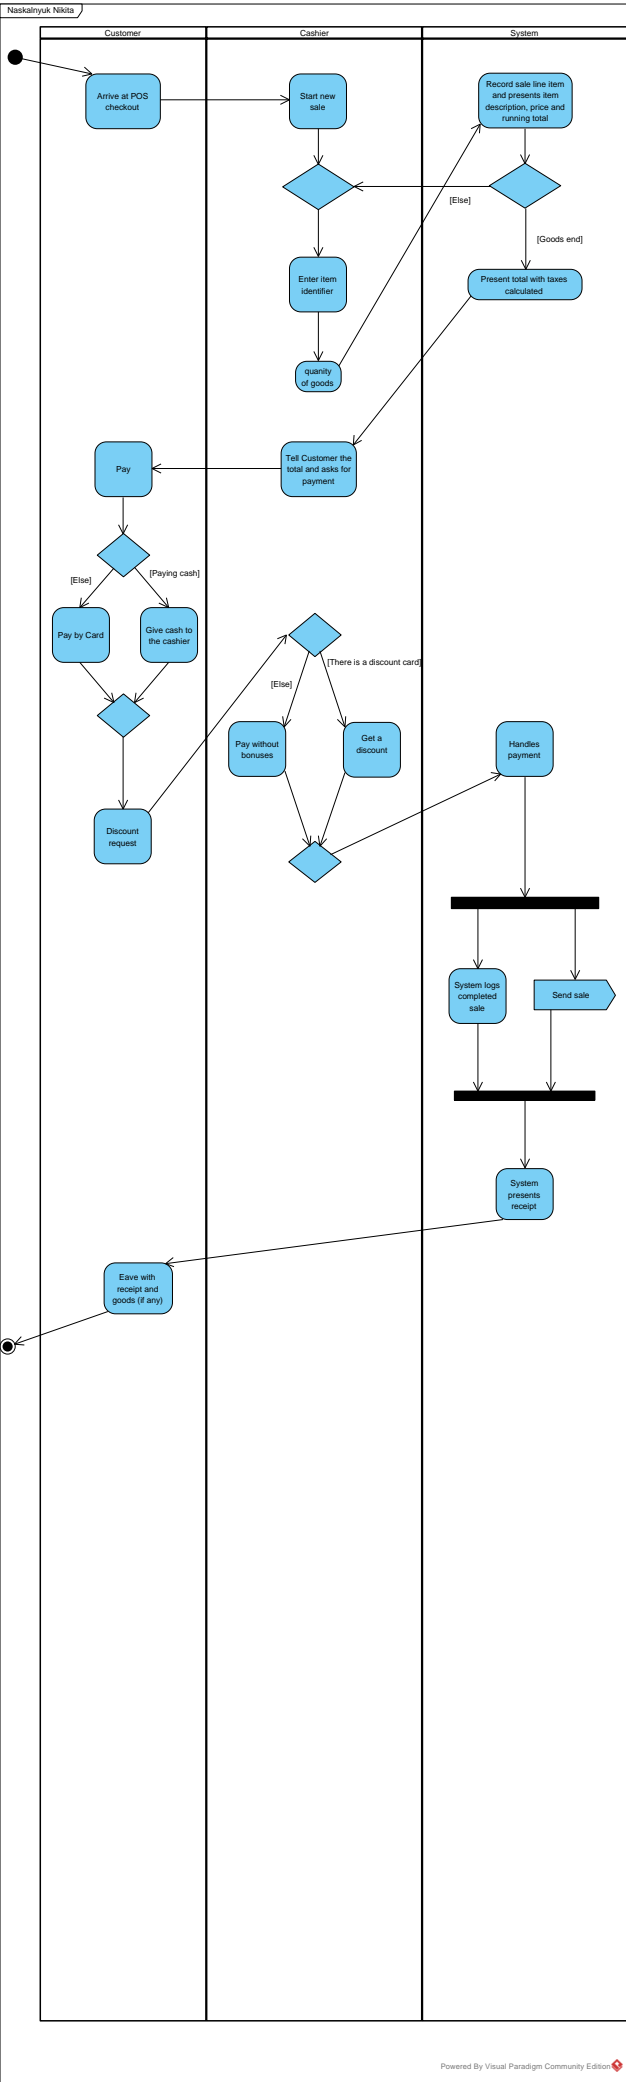 Naskalnyuk Nikita
Customer
Cashier
System
Arrive at POS
checkout
Start new
sale
Record sale line item
and presents item
description, price and
running total
[Else]
[Goods end]
Enter item
identifier
Present total with taxes
calculated
quanity
of goods
Pay
Tell Customer the
total and asks for
payment
[Else]
[Paying cash]
Pay by Card
Give cash to
the cashier
[There is a discount card]
[Else]
Pay without
bonuses
Get a
discount
Handles
payment
Discount
request
System logs
completed
sale
Send sale
System
presents
receipt
Eave with
receipt and
goods (if any)
Powered By Visual Paradigm Community Edition